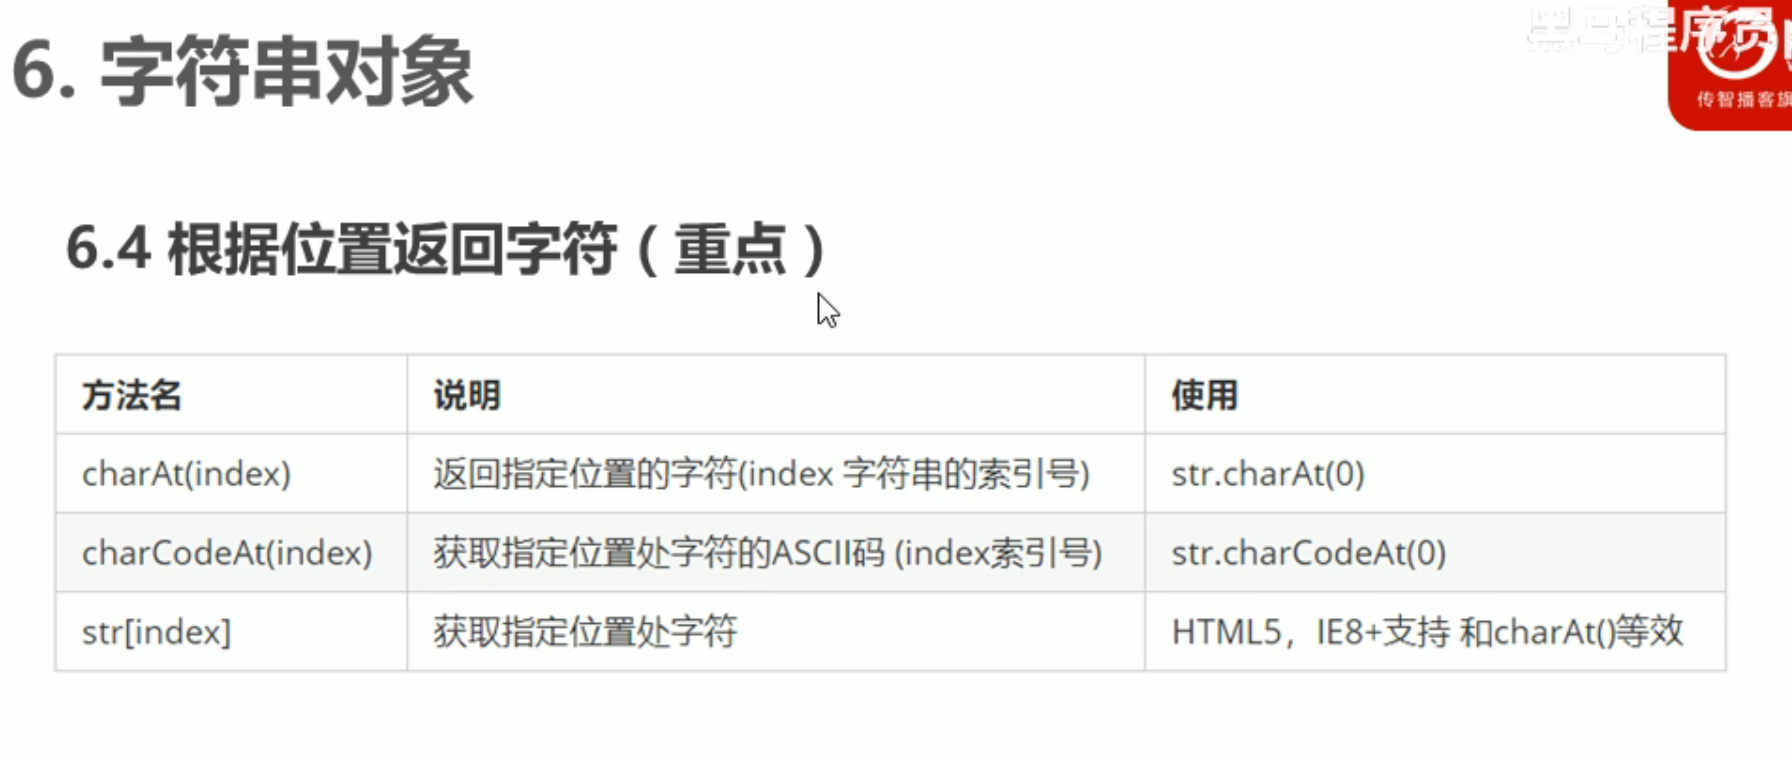 黑马程序员
6. 字符串对象
传智播客旗
6.4 根据位置返回字符（重点）
方法名 说明 使用
charAt(index) 返回指定位置的字符(index 字符串的索引号) str.charAt(0)
charCodeAt(index) 获取指定位置处字符的ASCII码 (index索引号) str.charCodeAt(0)
str[index] 获取指定位置处字符 HTML5，IE8+支持 和charAt()等效